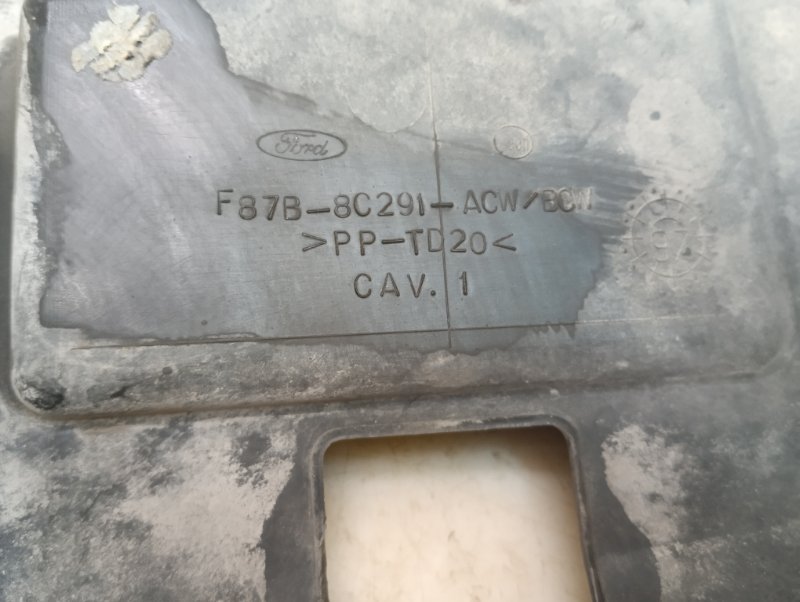 Ford
F87B-8C291-ACW/BCW
>PP-TD20<
CAV. 1